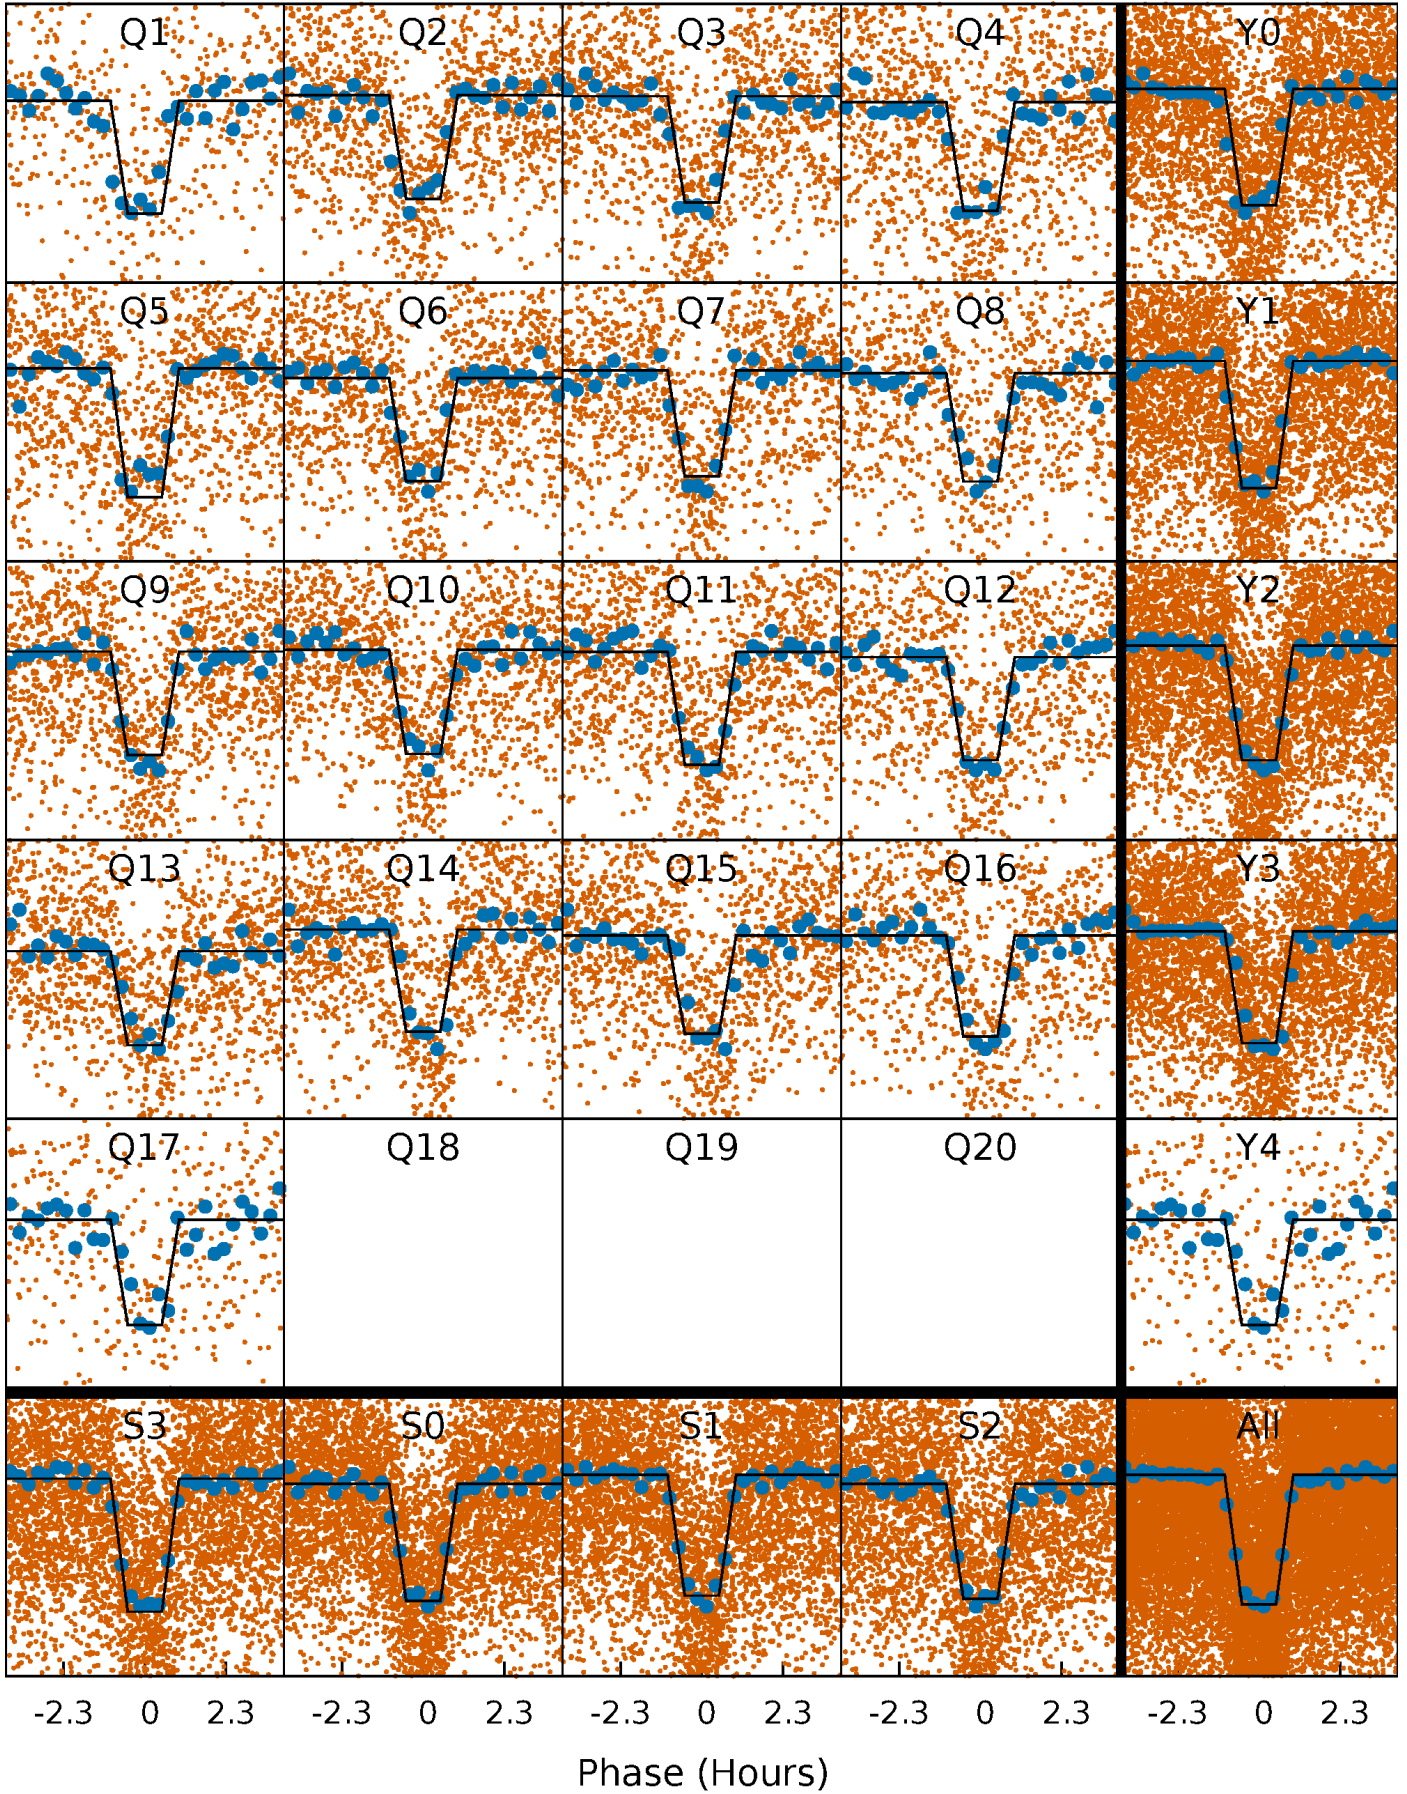 Q1 Q2 Q3 Q4 Y0
Q5 Q6 Q7 Q8 Y1
Q9 Q10 Q11 Q12 Y2
Q13 Q14 Q15 Q16 Y3
Q17 Q18 Q19 Q20 Y4
S3 S0 S1 S2 All
-2.3 0 2.3 -2.3 0 2.3 -2.3 0 2.3 -2.3 0 2.3 -2.3 0 2.3
Phase (Hours)